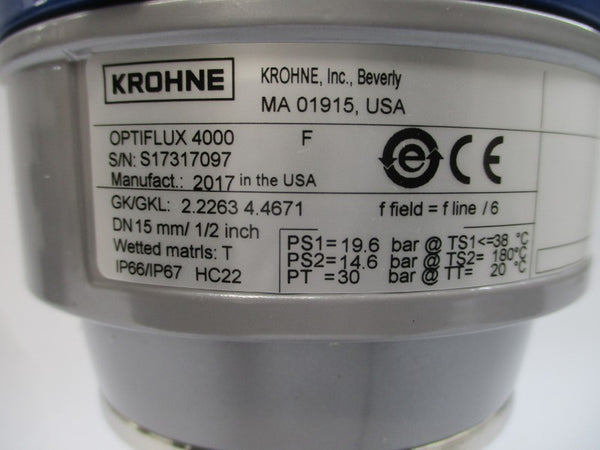 KROHNE
KROHNE, Inc., Beverly
MA 01915, USA
OPTIFLUX 4000 F
S/N: S17317097
Manufact.: 2017 in the USA
e CE
GK/GKL: 2.2263 4.4671 f field = f line / 6
DN 15 mm/ 1/2 inch
Wetted matrls: T
IP66/IP67 HC22
PS1= 19.6 bar @ TS1<=38 °C
PS2= 14.6 bar @ TS2= 180°C
PT =30 bar @ TT= 20 °C